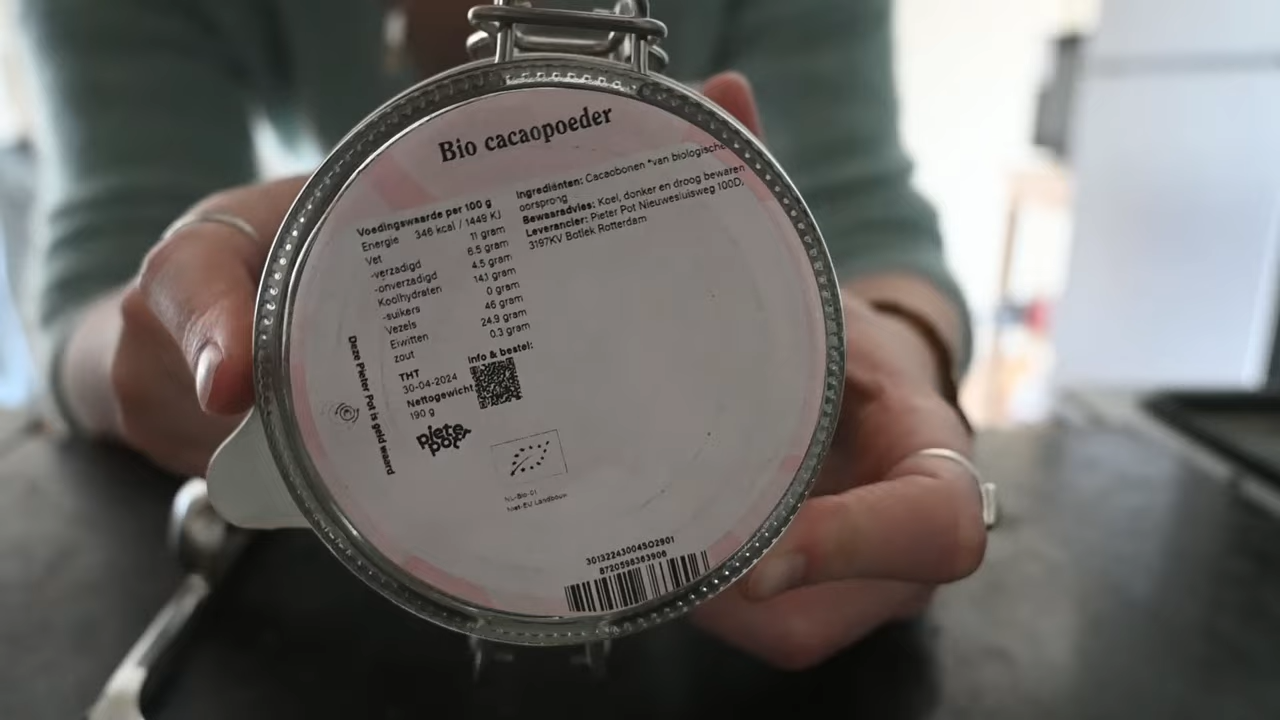 Bio cacaopoeder
Voedingswaarde per 100 g
Energie 346 kcal / 1449 KJ
Vet 11 gram
-verzadigd 6.5 gram
-onverzadigd 4.5 gram
Koolhydraten 14.1 gram
-suikers 0 gram
Vezels 46 gram
Eiwitten 24.9 gram
zout 0.3 gram
THT
30-04-2024
Nettogewicht
190 g
Info & bestel:
Ingrediënten: Cacaobonen *van biologische
oorsprong
Bewaaradvies: Koel, donker en droog bewaren
Leverancier: Pieter Pot Nieuwesluisweg 100D,
3197KV Botlek Rotterdam
Deze Pieter Pot is geld waard
pieter
pot
NL-Bio-01
Niet-EU Landbouw
30132243004502901
8720598363906